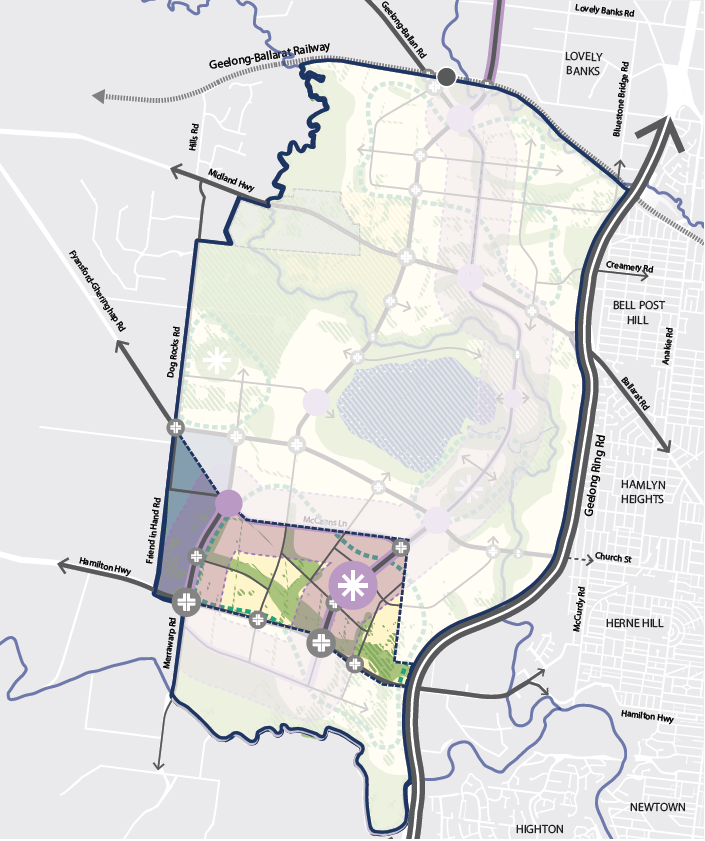 Lovely Banks Rd
Geelong-Ballan Rd
Geelong-Ballarat Railway
LOVELY
BANKS
Bluestone Bridge Rd
Hills Rd
Midland Hwy
Fyansford-Gheringhap Rd
Creamery Rd
BELL POST
HILL
Anakie Rd
Dog Rocks Rd
Ballarat Rd
Geelong Ring Rd
HAMLYN
HEIGHTS
Friend in Hand Rd
McCanns Ln
Church St
Hamilton Hwy
McCurdy Rd
HERNE HILL
Merrawarp Rd
Hamilton Hwy
NEWTOWN
HIGHTON